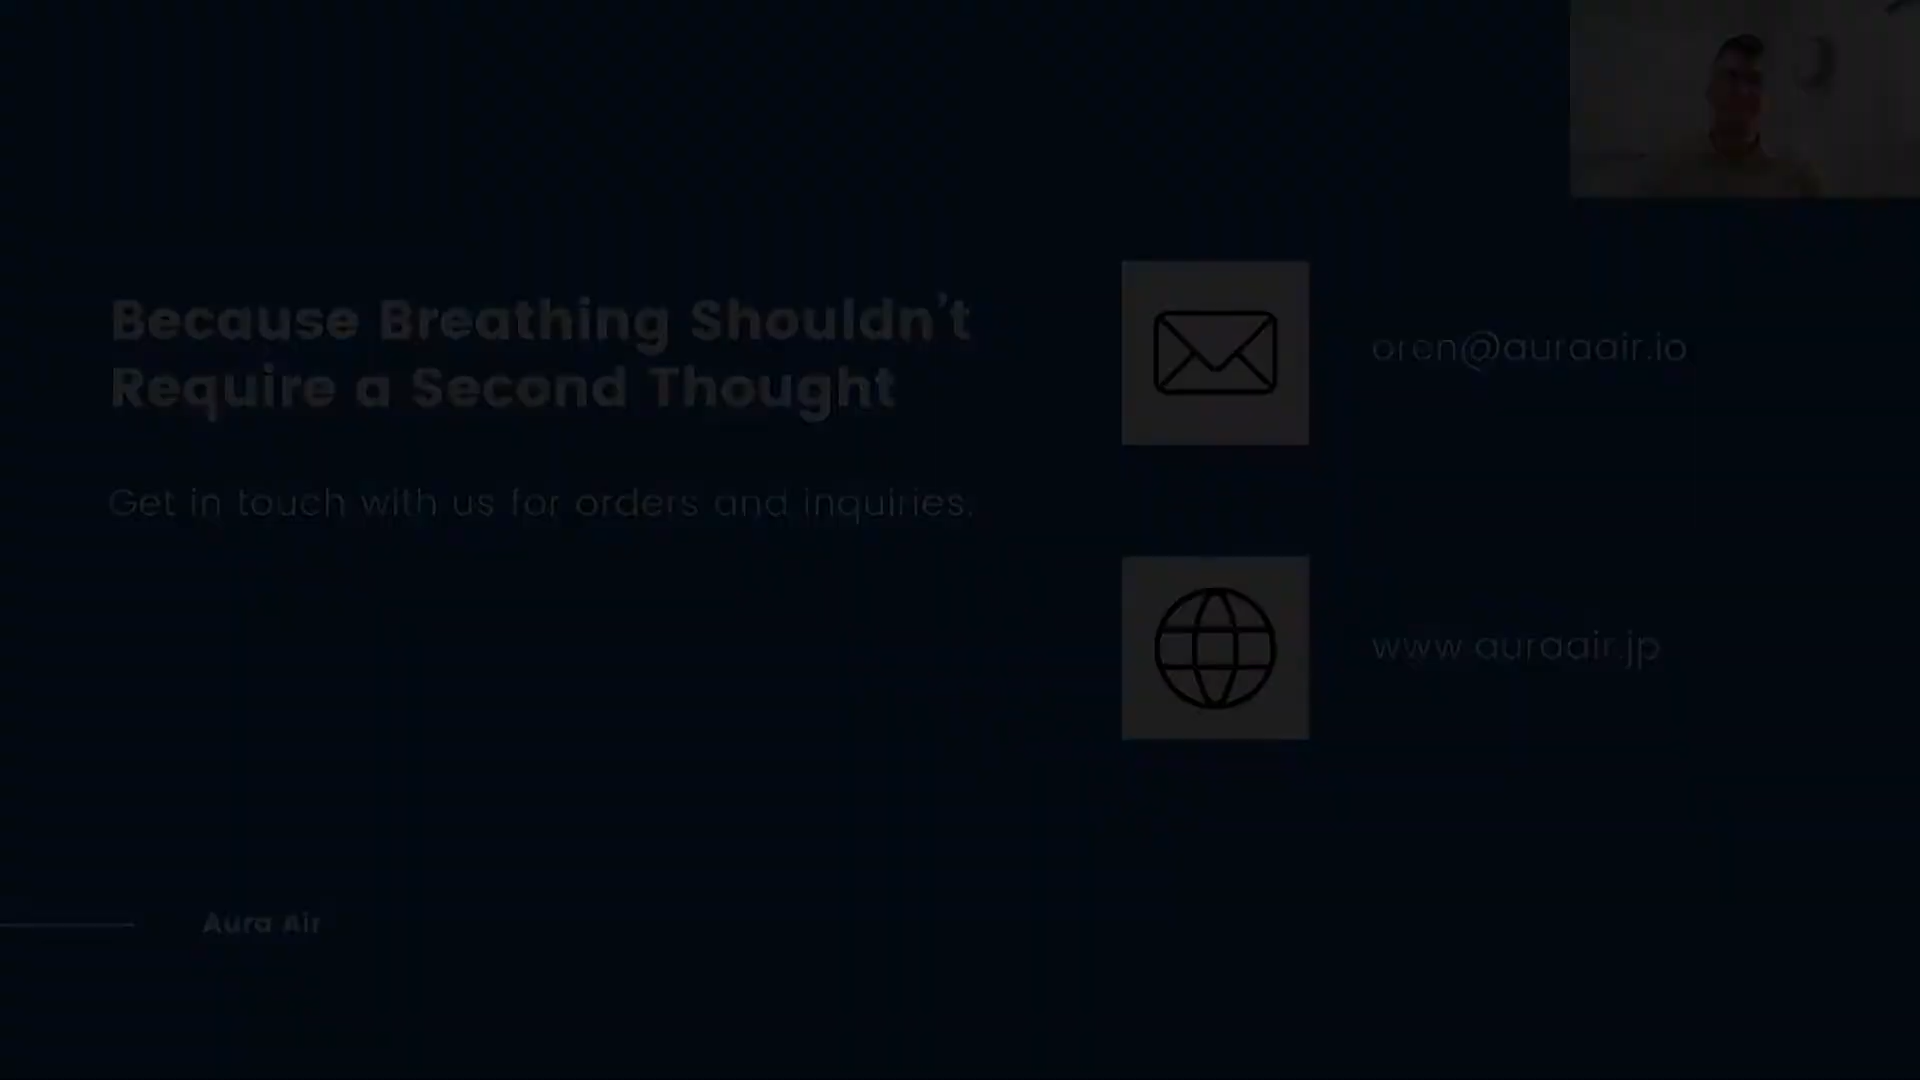 Because Breathing Shouldn't
Require a Second Thought
Get in touch with us for orders and inquiries.
oren@auraair.io
www.auraair.jp
Aura Air